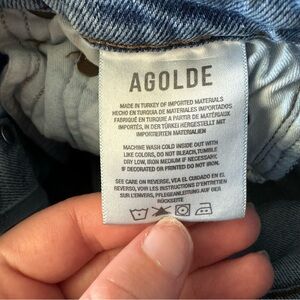 AGOLDE
MADE IN TURKEY OF IMPORTED MATERIALS
HECHO EN TURQUIA DE MATERIALES IMPORTADOS
FABRIQUÉ EN TURQUIE A PARTIR DE MATÉRIAUX
IMPORTÉS, IN DER TÜRKEI HERGESTELLT MIT
IMPORTIERTEN MATERIALIEN
MACHINE WASH COLD INSIDE OUT WITH
LIKE COLORS, DO NOT BLEACH, TUMBLE
DRY LOW, IRON MEDIUM IF NECESSARY.
IF DECORATED OR PRINTED DO NOT IRON.
SEE CARE ON REVERSE, VEA EL CUIDADO EN EL
REVERSO, VOIR LES INSTRUCTIONS D'ENTRETIEN
SUR L'ENVERS, PFLEGEANLEITUNG AUF DER
RÜCKSEITE